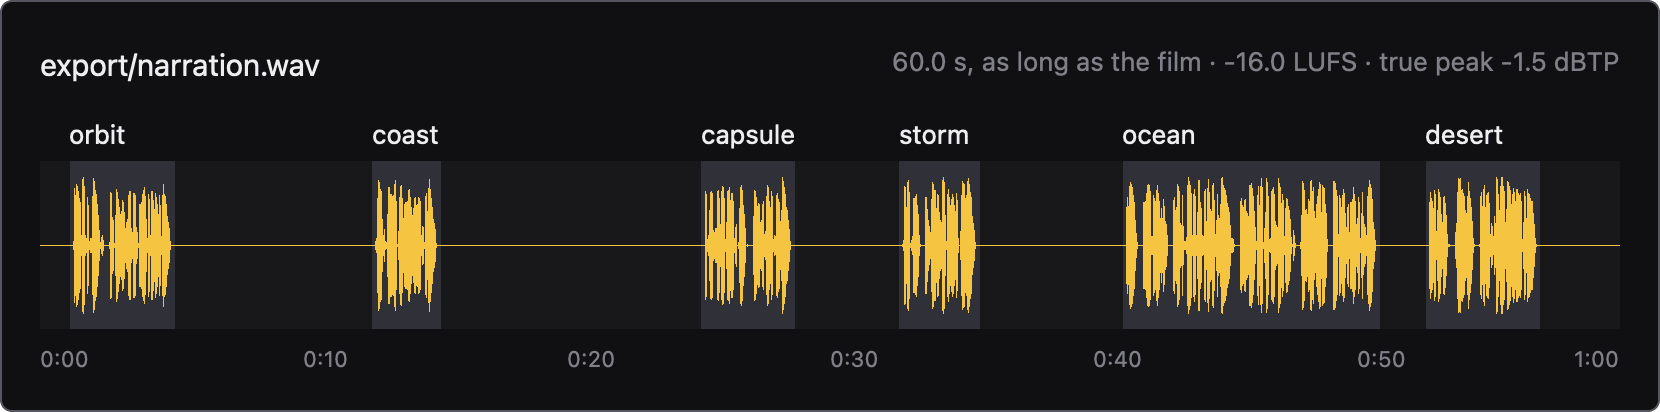 export/narration.wav
60.0 s, as long as the film · -16.0 LUFS · true peak -1.5 dBTP
orbit coast capsule storm ocean desert
0:00 0:10 0:20 0:30 0:40 0:50 1:00